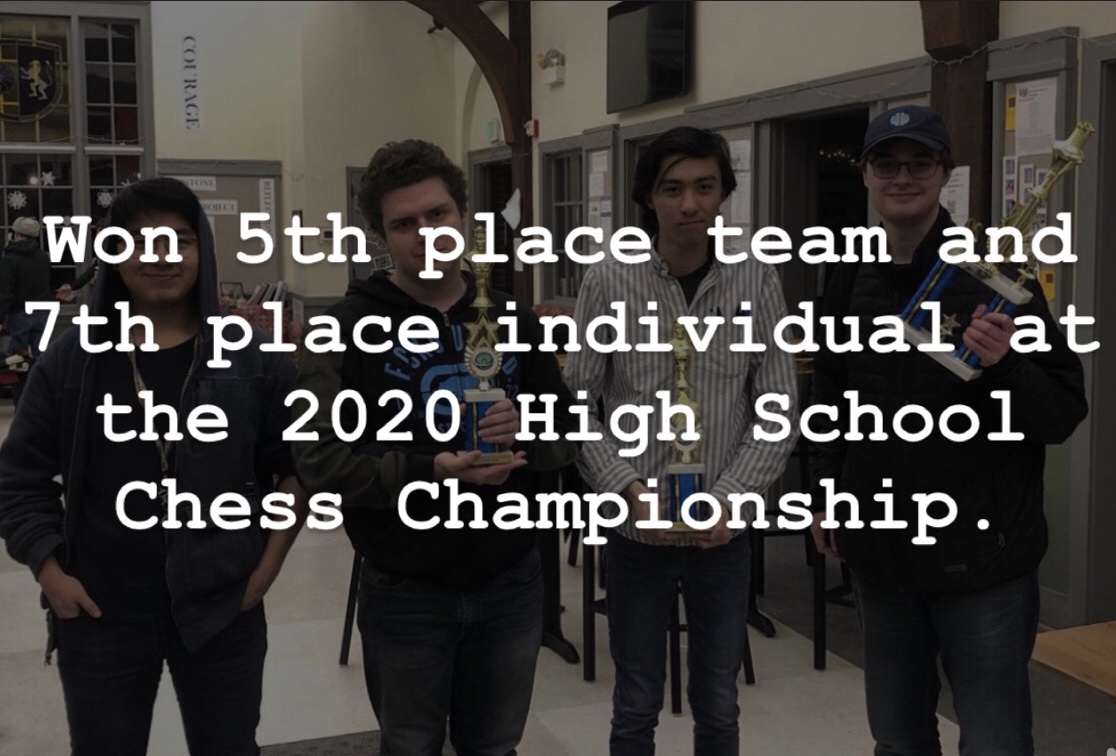 COURAGE
Won 5th place team and
7th place individual at
the 2020 High School
Chess Championship.